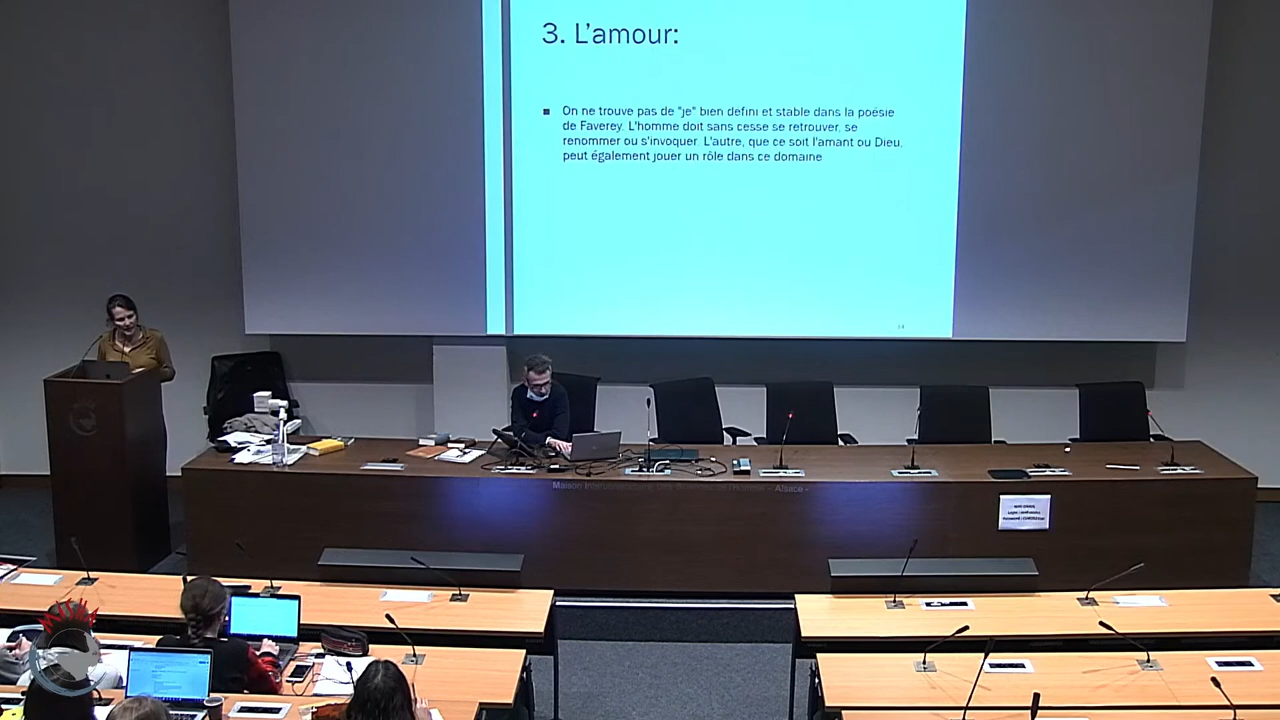 3. L'amour:
On ne trouve pas de "je" bien défini et stable dans la poésie
de Faverey. L'homme doit sans cesse se retrouver, se
renommer ou s'invoquer. L'autre, que ce soit l'amant ou Dieu,
peut également jouer un rôle dans ce domaine
Maison - Alsace -